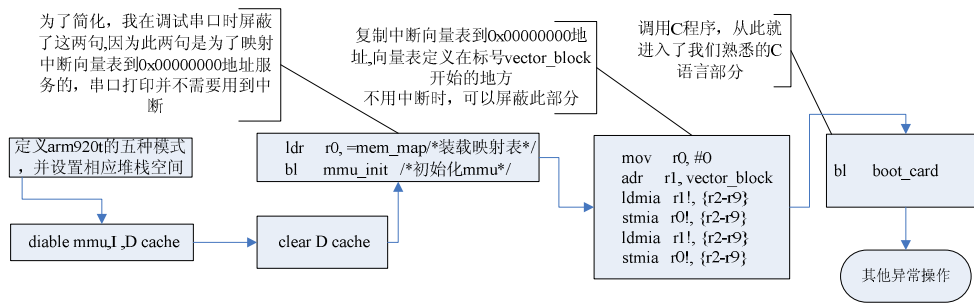 为了简化，我在调试串口时屏蔽
了这两句,因为此两句是为了映射
中断向量表到0x00000000地址服
务的，串口打印并不需要用到中
断
复制中断向量表到0x00000000地
址,向量表定义在标号vector_block
开始的地方
不用中断时，可以屏蔽此部分
调用C程序，从此就
进入了我们熟悉的C
语言部分
定义arm920t的五种模式
，并设置相应堆栈空间
diable mmu,I ,D cache
clear D cache
ldr r0, =mem_map/*装载映射表*/
bl mmu_init /*初始化mmu*/
mov r0, #0
adr r1, vector_block
ldmia r1!, {r2-r9}
stmia r0!, {r2-r9}
ldmia r1!, {r2-r9}
stmia r0!, {r2-r9}
bl boot_card
其他异常操作